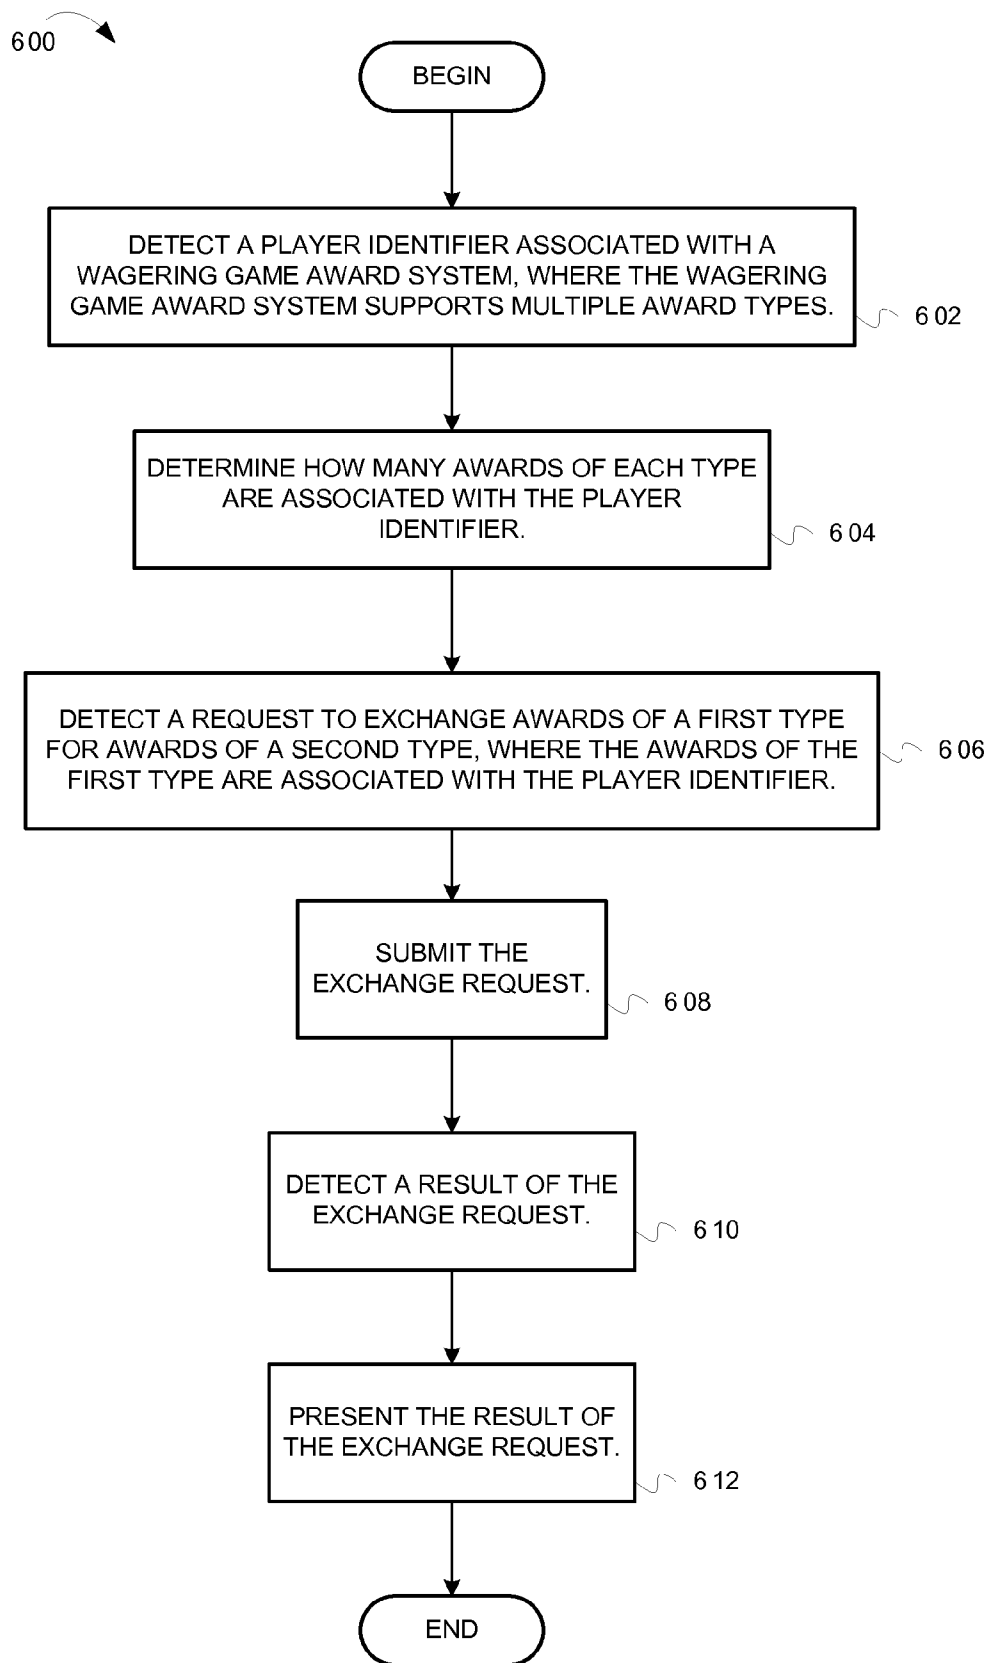 600
BEGIN
DETECT A PLAYER IDENTIFIER ASSOCIATED WITH A
WAGERING GAME AWARD SYSTEM, WHERE THE WAGERING
GAME AWARD SYSTEM SUPPORTS MULTIPLE AWARD TYPES.
602
DETERMINE HOW MANY AWARDS OF EACH TYPE
ARE ASSOCIATED WITH THE PLAYER
IDENTIFIER.
604
DETECT A REQUEST TO EXCHANGE AWARDS OF A FIRST TYPE
FOR AWARDS OF A SECOND TYPE, WHERE THE AWARDS OF THE
FIRST TYPE ARE ASSOCIATED WITH THE PLAYER IDENTIFIER.
606
SUBMIT THE
EXCHANGE REQUEST.
608
DETECT A RESULT OF THE
EXCHANGE REQUEST.
610
PRESENT THE RESULT OF
THE EXCHANGE REQUEST.
612
END